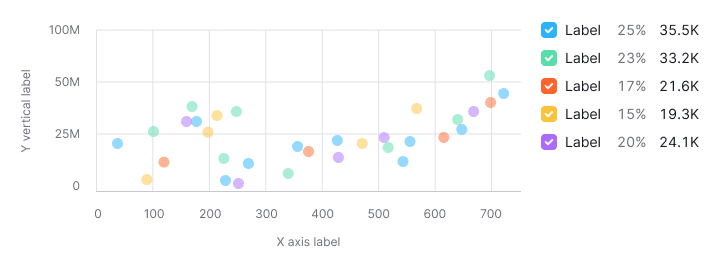 100M
50M
25M
0
Y vertical label
0 100 200 300 400 500 600 700
X axis label
Label 25% 35.5K
Label 23% 33.2K
Label 17% 21.6K
Label 15% 19.3K
Label 20% 24.1K